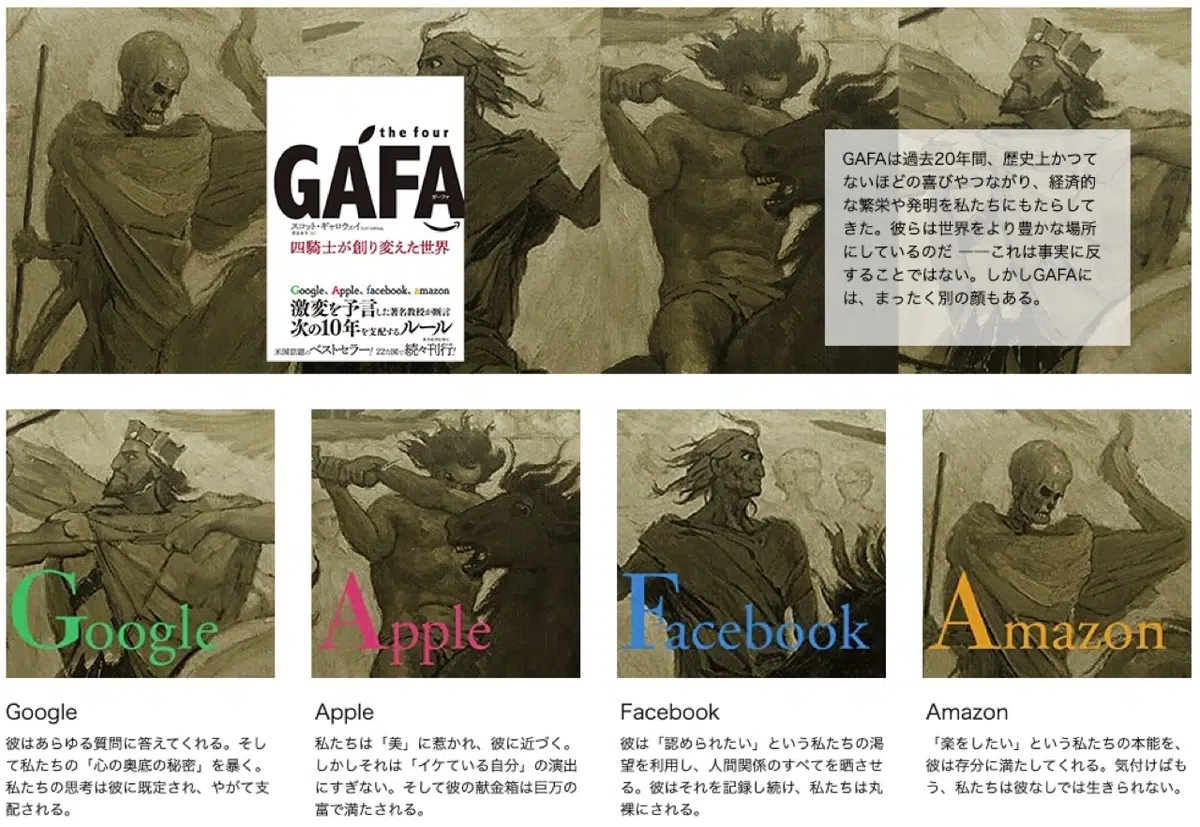 the four
GAFA
ガーファ
スコット・ギャロウェイ
四騎士が創り変えた世界
Google、Apple、facebook、amazon
激変を予言した著名教授が断言
次の10年を支配するルール
米国話題のベストセラー! 22カ国で続々刊行!
GAFAは過去20年間、歴史上かつて
ないほどの喜びやつながり、経済的
な繁栄や発明を私たちにもたらして
きた。彼らは世界をより豊かな場所
にしているのだ ――これは事実に反
することではない。しかしGAFAに
は、まったく別の顔もある。
Google
Apple
Facebook
Amazon
Google
彼はあらゆる質問に答えてくれる。そし
て私たちの「心の奥底の秘密」を暴く。
私たちの思考は彼に既定され、やがて支
配される。
Apple
私たちは「美」に惹かれ、彼に近づく。
しかしそれは「イケている自分」の演出
にすぎない。そして彼の献金箱は巨万の
富で満たされる。
Facebook
彼は「認められたい」という私たちの渇
望を利用し、人間関係のすべてを晒させ
る。彼はそれを記録し続け、私たちは丸
裸にされる。
Amazon
「楽をしたい」という私たちの本能を、
彼は存分に満たしてくれる。気付けばも
う、私たちは彼なしでは生きられない。